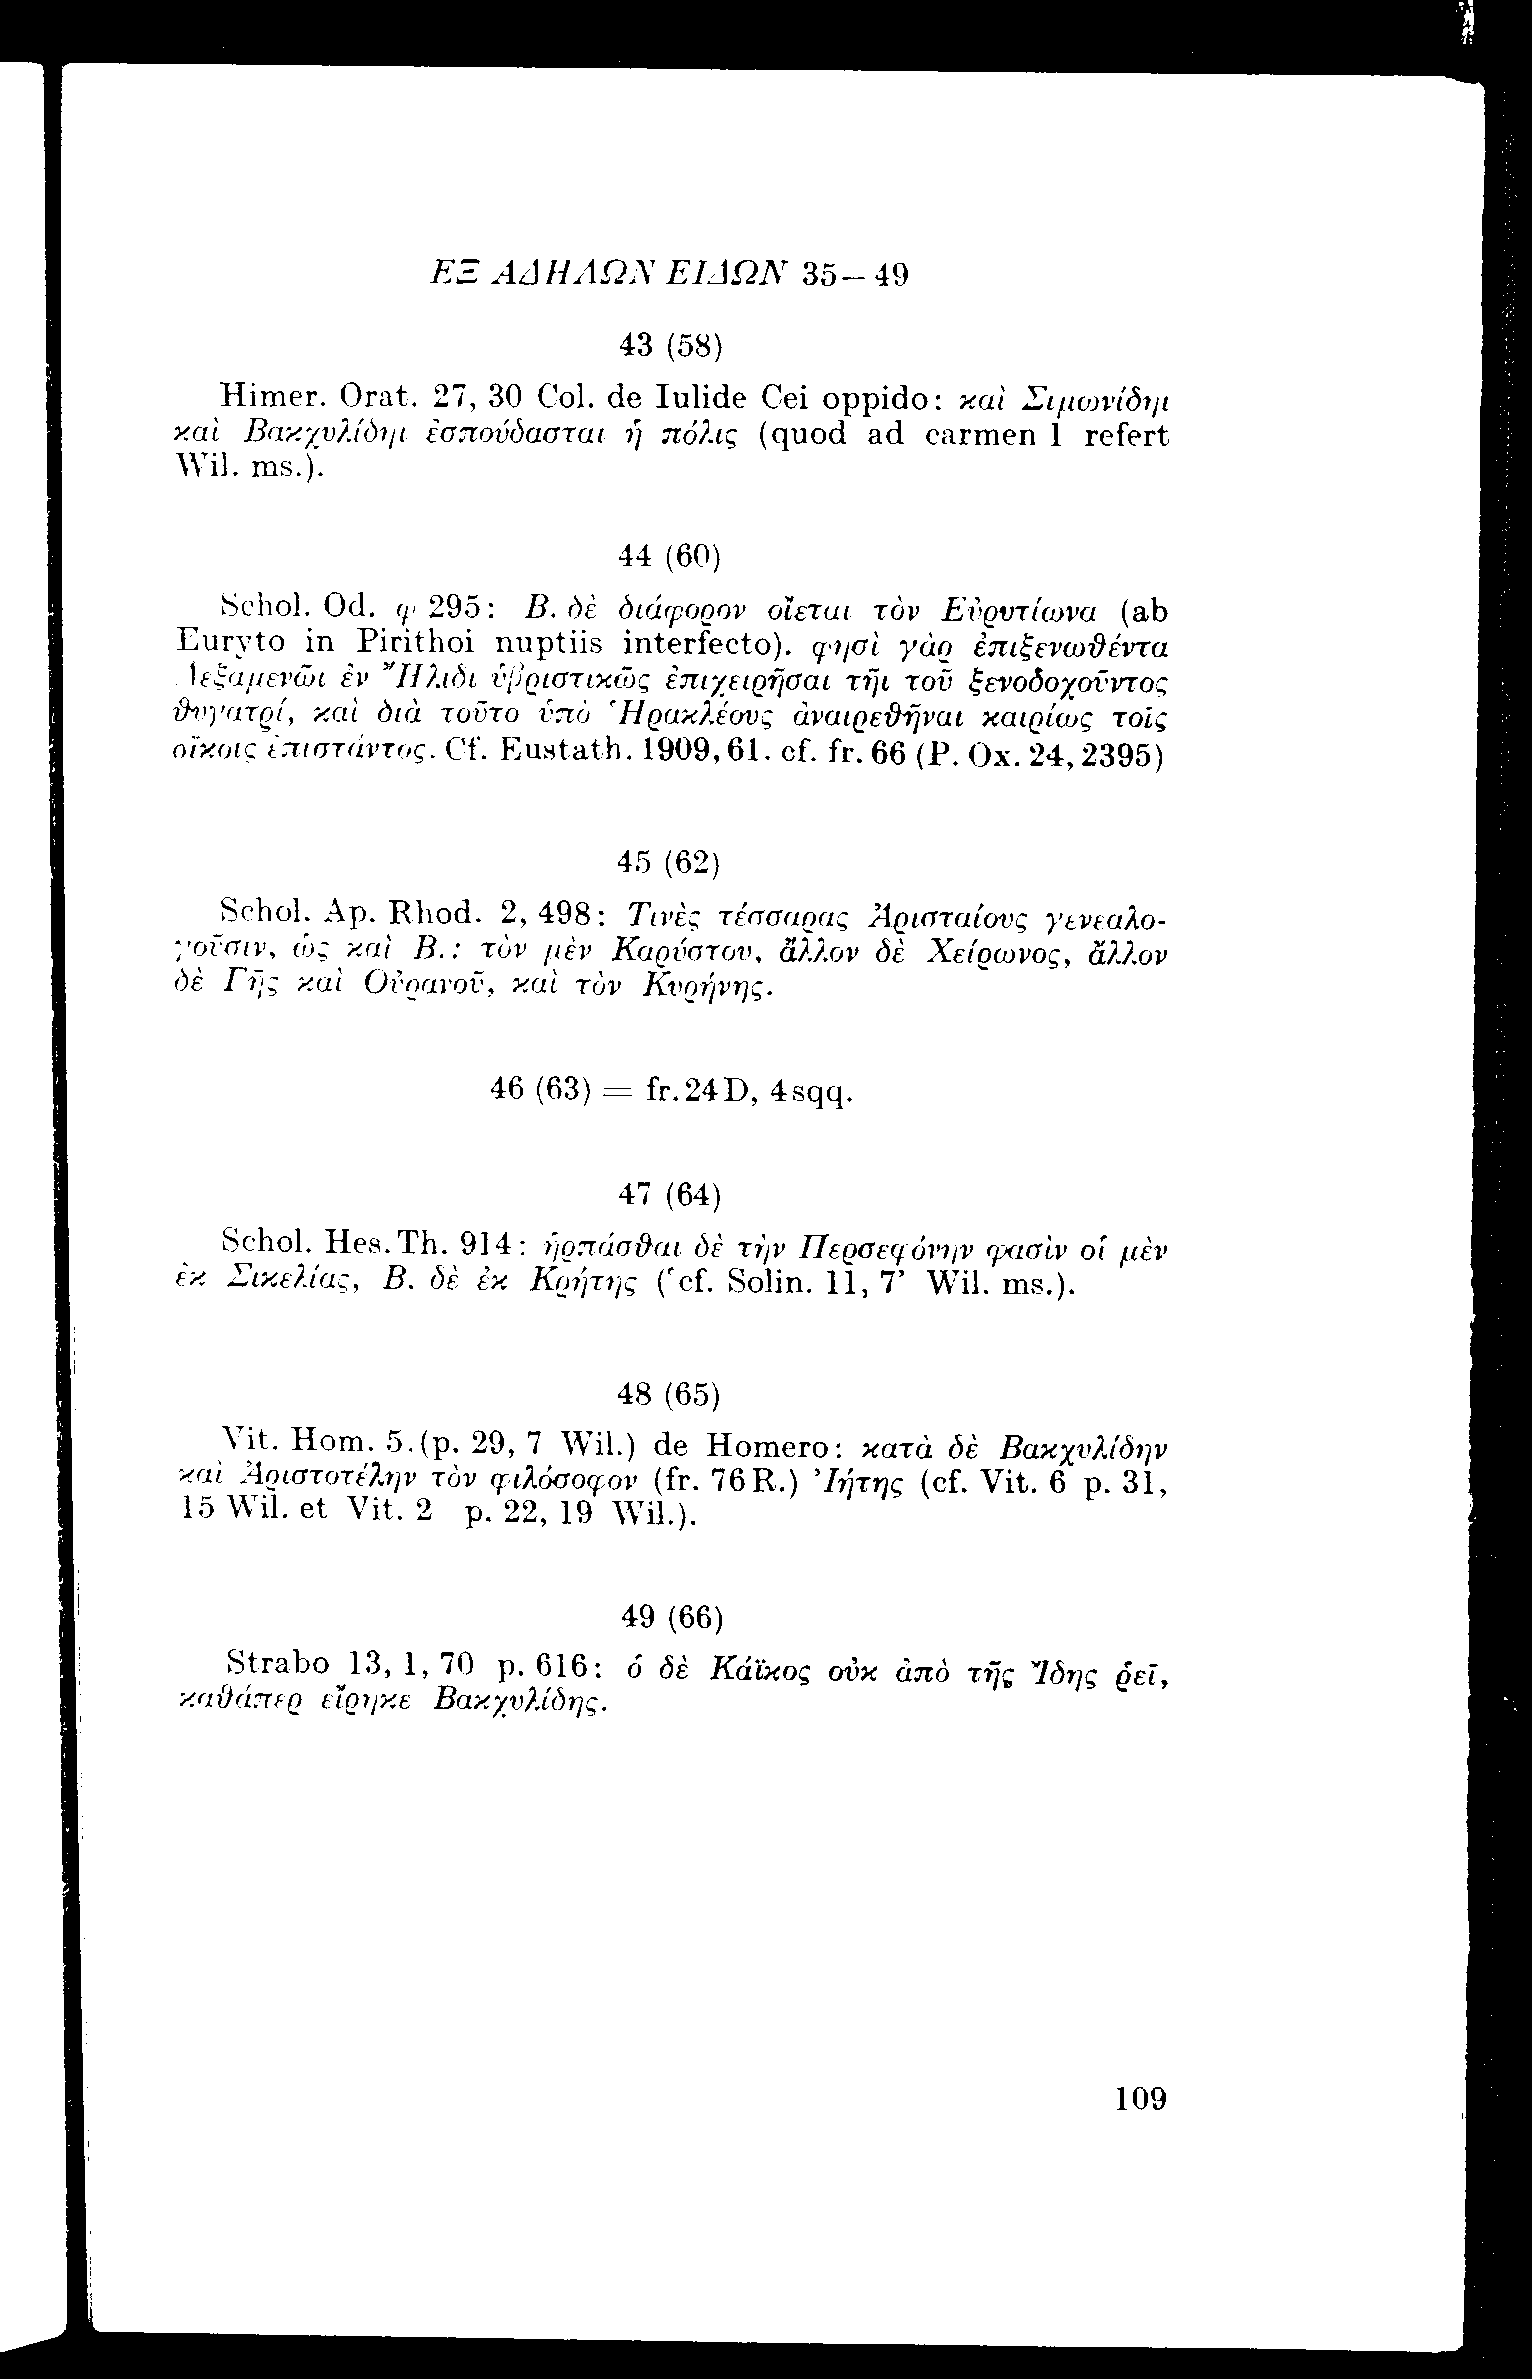 ΕΞ ΑΔΗΛΩΝ ΕΙΔΩΝ 35–49
43 (58)
Himer. Orat. 27, 30 Col. de Iulide Cei oppido: καὶ Σιμωνίδηι
καὶ Βακχυλίδηι ἐσπούδασται ἡ πόλις (quod ad carmen 1 refert
Wil. ms.).
44 (60)
Schol. Od. φ 295: Β. δὲ διάφορον οἴεται τὸν Εὐρυτίωνα (ab
Euryto in Pirithoi nuptiis interfecto). φησὶ γὰρ ἐπιξενωθέντα
Δεξαμενῶι ἐν Ἤλιδι ὑβριστικῶς ἐπιχειρῆσαι τῆι τοῦ ξενοδοχοῦντος
θυγατρί, καὶ διὰ τοῦτο ὑπὸ Ἡρακλέους ἀναιρεθῆναι καιρίως τοῖς
οἴκοις ἐπιστάντος. Cf. Eustath. 1909, 61. cf. fr. 66 (P. Ox. 24, 2395)
45 (62)
Schol. Ap. Rhod. 2, 498: Τινὲς τέσσαρας Ἀρισταίους γενεαλο-
γοῦσιν, ὡς καὶ Β.: τὸν μὲν Καρύστου, ἄλλον δὲ Χείρωνος, ἄλλον
δὲ Γῆς καὶ Οὐρανοῦ, καὶ τὸν Κυρήνης.
46 (63) = fr. 24 D, 4 sqq.
47 (64)
Schol. Hes. Th. 914: ἡρπάσθαι δὲ τὴν Περσεφόνην φασὶν οἱ μὲν
ἐκ Σικελίας, Β. δὲ ἐκ Κρήτης (‘cf. Solin. 11, 7’ Wil. ms.).
48 (65)
Vit. Hom. 5.(p. 29, 7 Wil.) de Homero: κατὰ δὲ Βακχυλίδην
καὶ Ἀριστοτέλην τὸν φιλόσοφον (fr. 76 R.) Ἰήτης (cf. Vit. 6 p. 31,
15 Wil. et Vit. 2 p. 22, 19 Wil.).
49 (66)
Strabo 13, 1, 70 p. 616: ὁ δὲ Κάϊκος οὐκ ἀπὸ τῆς Ἴδης ῥεῖ,
καθάπερ εἴρηκε Βακχυλίδης.
109